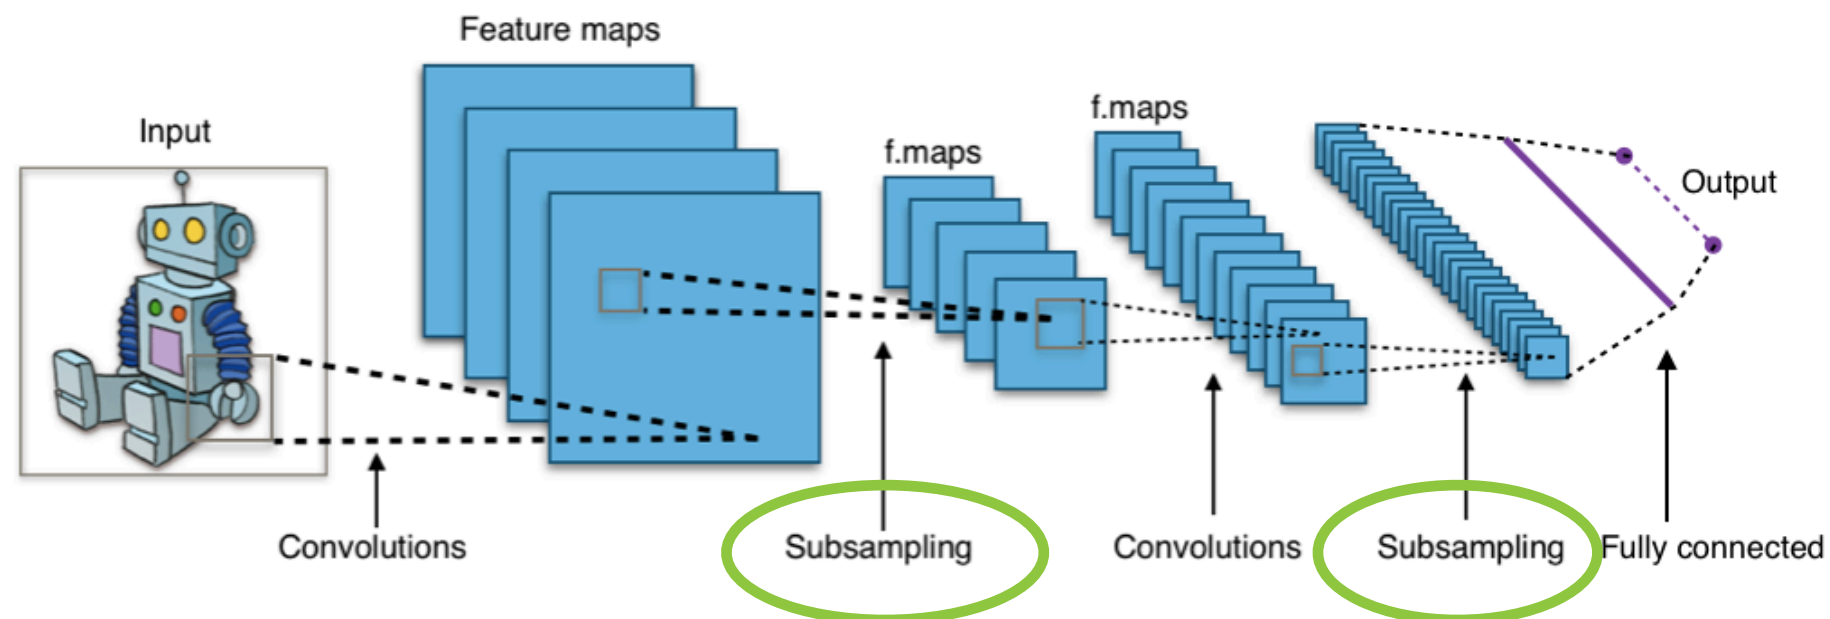 Feature maps
f.maps
f.maps
Input
Output
Convolutions
Subsampling
Convolutions
Subsampling
Fully connected